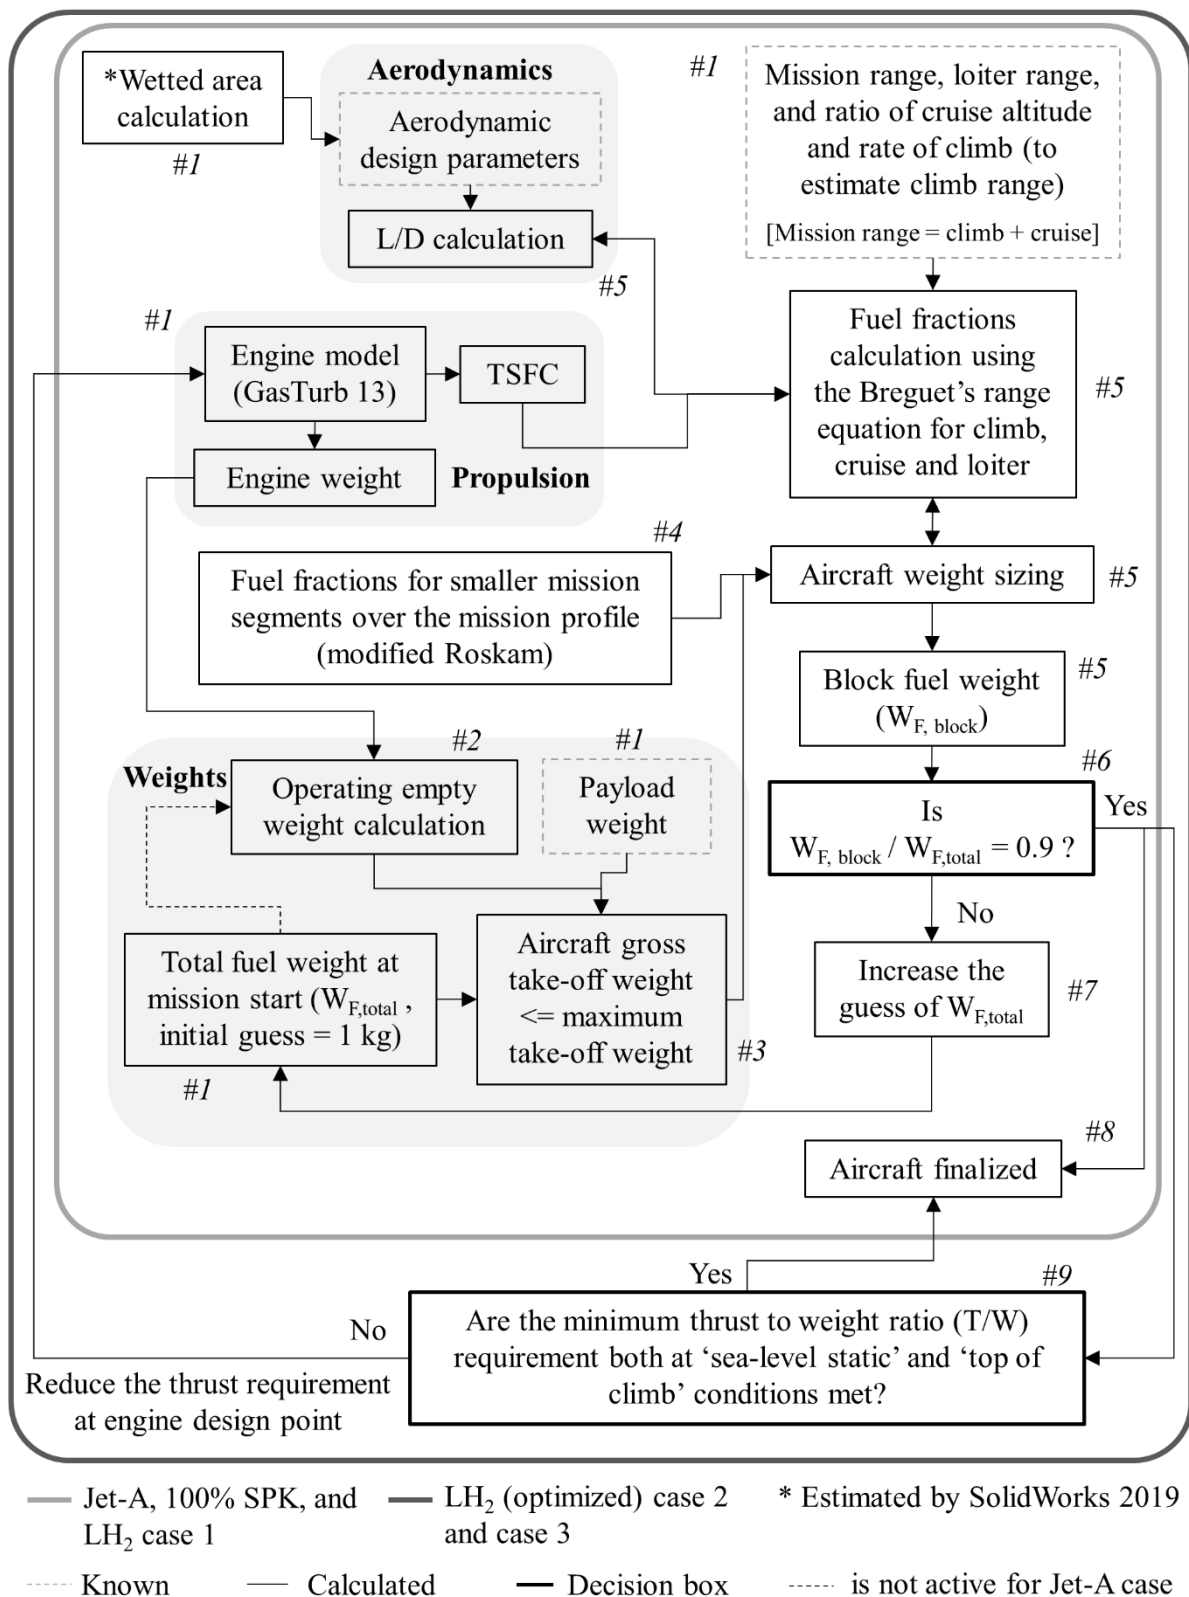 *Wetted area
calculation
#1
Aerodynamics
Aerodynamic
design parameters
L/D calculation
#5
#1
Mission range, loiter range,
and ratio of cruise altitude
and rate of climb (to
estimate climb range)
[Mission range = climb + cruise]
#1
Engine model
(GasTurb 13)
TSFC
Engine weight
Propulsion
Fuel fractions
calculation using
the Breguet’s range
equation for climb,
cruise and loiter
#5
#4
Fuel fractions for smaller mission
segments over the mission profile
(modified Roskam)
Aircraft weight sizing
#5
Block fuel weight
(W_F, block)
#5
#6
Is
W_F, block / W_F,total = 0.9 ?
Yes
No
Increase the
guess of W_F,total
#7
Weights
#2
Operating empty
weight calculation
#1
Payload
weight
Total fuel weight at
mission start (W_F,total ,
initial guess = 1 kg)
#1
Aircraft gross
take-off weight
<= maximum
take-off weight
#3
#8
Aircraft finalized
Yes
#9
Are the minimum thrust to weight ratio (T/W)
requirement both at ‘sea-level static’ and ‘top of
climb’ conditions met?
No
Reduce the thrust requirement
at engine design point
Jet-A, 100% SPK, and
LH₂ case 1
LH₂ (optimized) case 2
and case 3
* Estimated by SolidWorks 2019
Known
Calculated
Decision box
is not active for Jet-A case